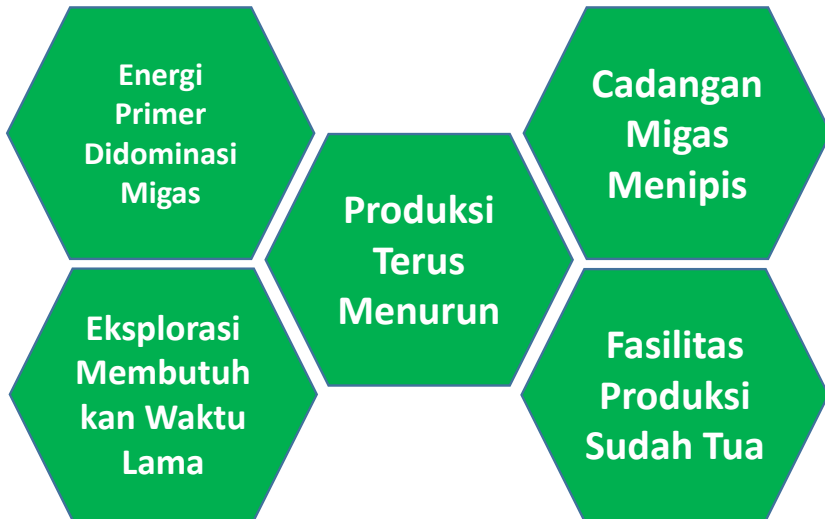 Energi
Primer
Didominasi
Migas
Cadangan
Migas
Menipis
Produksi
Terus
Menurun
Eksplorasi
Membutuh
kan Waktu
Lama
Fasilitas
Produksi
Sudah Tua